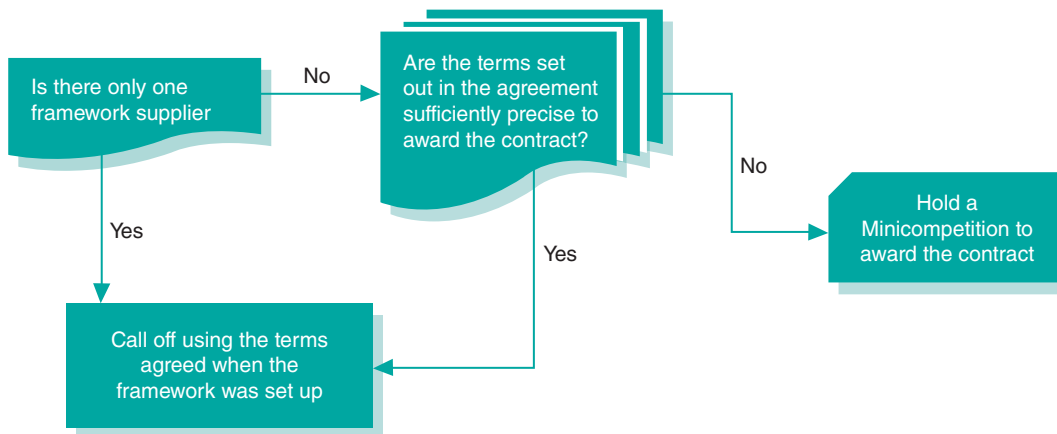 Is there only one
framework supplier
No
Are the terms set
out in the agreement
sufficiently precise to
award the contract?
No
Hold a
Minicompetition to
award the contract
Yes
Yes
Call off using the terms
agreed when the
framework was set up